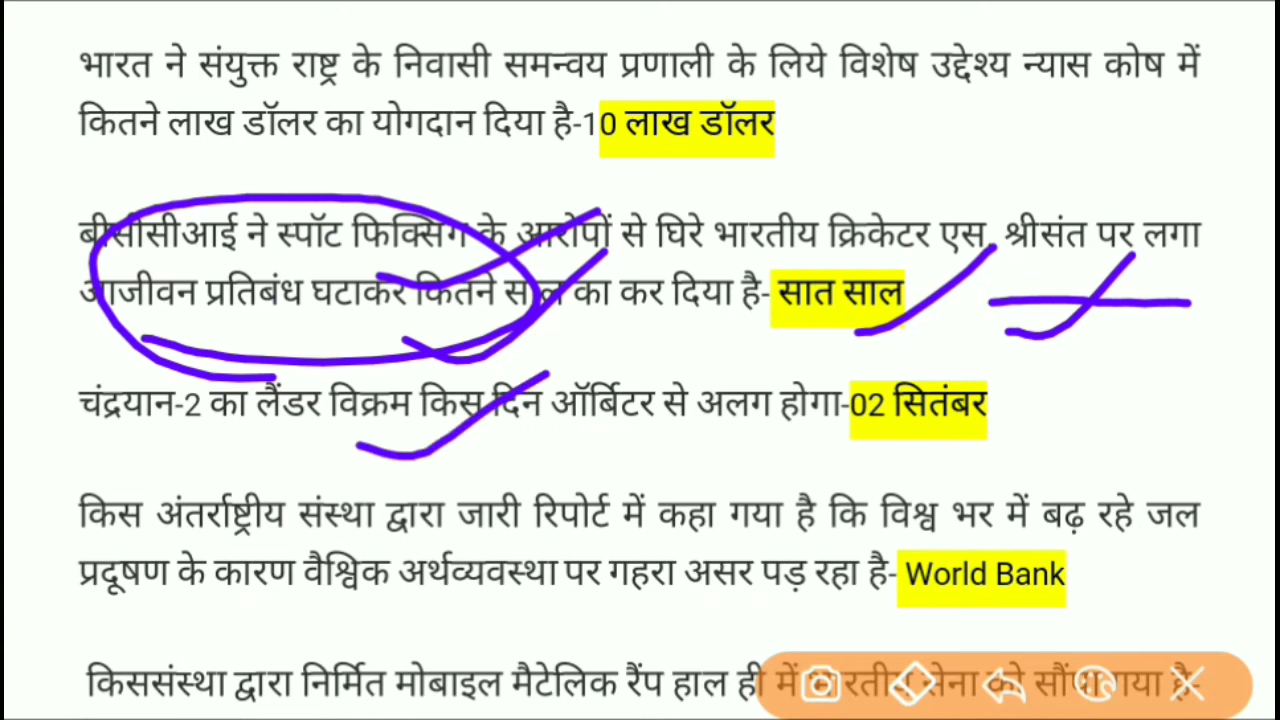 भारत ने संयुक्त राष्ट्र के निवासी समन्वय प्रणाली के लिये विशेष उद्देश्य न्यास कोष में
कितने लाख डॉलर का योगदान दिया है-10 लाख डॉलर
बीसीसीआई ने स्पॉट फिक्सिंग के आरोपों से घिरे भारतीय क्रिकेटर एस. श्रीसंत पर लगा
आजीवन प्रतिबंध घटाकर कितने साल का कर दिया है- सात साल
चंद्रयान-2 का लैंडर विक्रम किस दिन ऑर्बिटर से अलग होगा-02 सितंबर
किस अंतर्राष्ट्रीय संस्था द्वारा जारी रिपोर्ट में कहा गया है कि विश्व भर में बढ़ रहे जल
प्रदूषण के कारण वैश्विक अर्थव्यवस्था पर गहरा असर पड़ रहा है- World Bank
किससंस्था द्वारा निर्मित मोबाइल मैटेलिक रैंप हाल ही में भारतीय सेना को सौंपा गया है-